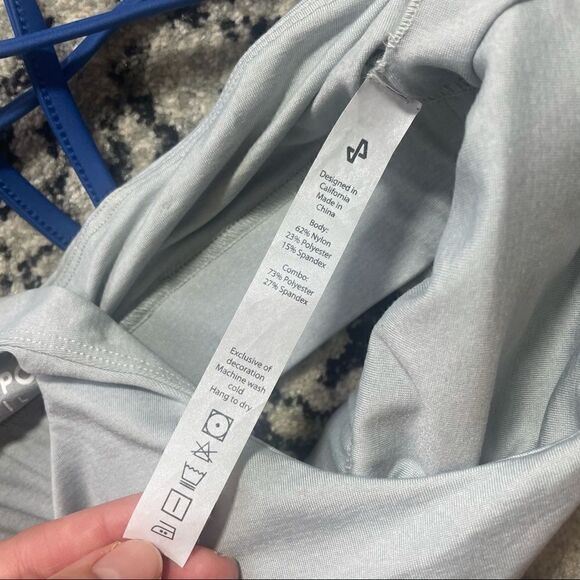 Designed in
California
Made in
China
Body:
62% Nylon
23% Polyester
15% Spandex
Combo:
73% Polyester
27% Spandex
Exclusive of
decoration
Machine wash
cold
Hang to dry